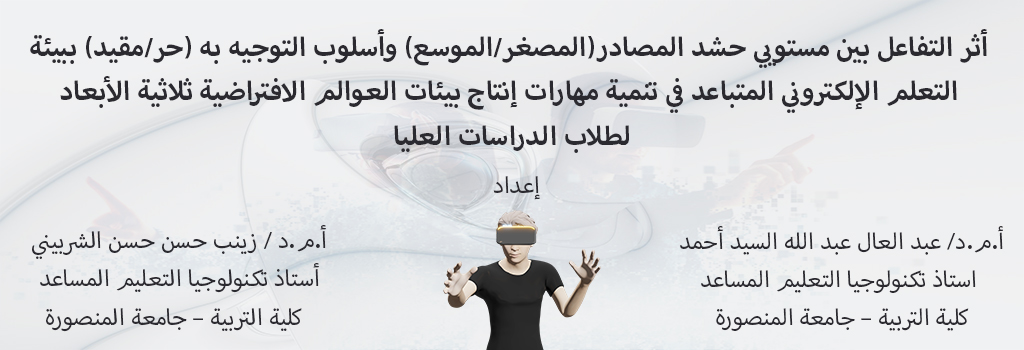 أثر التفاعل بين مستويي حشد المصادر(المصغر/الموسع) وأسلوب التوجيه به (حر/مقيد) ببيئة
التعلم الإلكتروني المتباعد في تنمية مهارات إنتاج بيئات العوالم الافتراضية ثلاثية الأبعاد
لطلاب الدراسات العليا
إعداد
أ.م.د/ عبد العال عبد الله السيد أحمد
استاذ تكنولوجيا التعليم المساعد
كلية التربية – جامعة المنصورة
أ.م.د / زينب حسن حسن الشربيني
أستاذ تكنولوجيا التعليم المساعد
كلية التربية – جامعة المنصورة